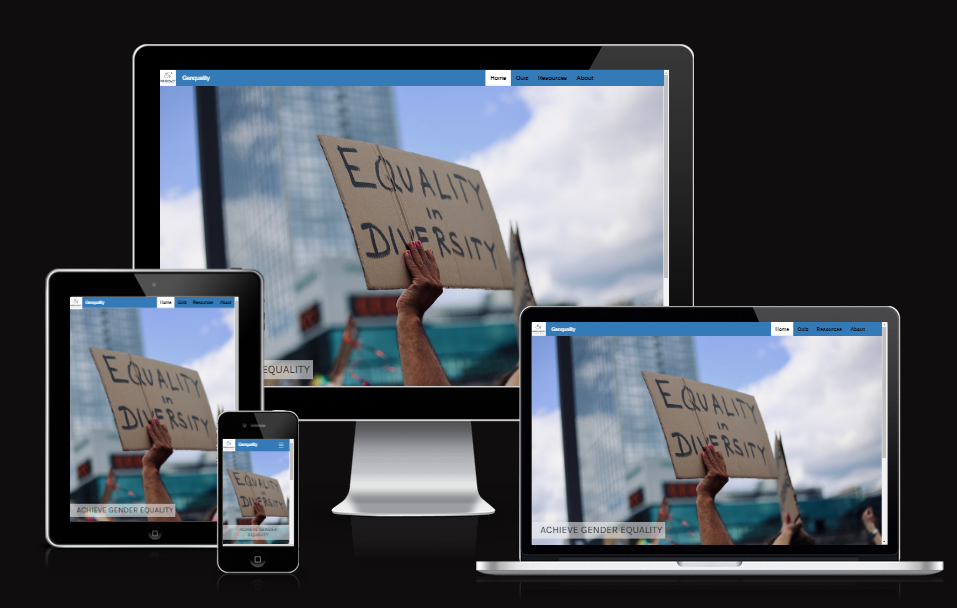 Genquality Home Quiz Resources About
EQUALITY
in
DIVERSITY
EQUALITY
Genquality Home Quiz Resources About
EQUALITY
in
DIVERSITY
ACHIEVE GENDER EQUALITY
Genquality
EQUALITY
in
DIVERSITY
ACHIEVE GENDER
EQUALITY
Genquality Home Quiz Resources About
EQUALITY
in
DIVERSITY
ACHIEVE GENDER EQUALITY